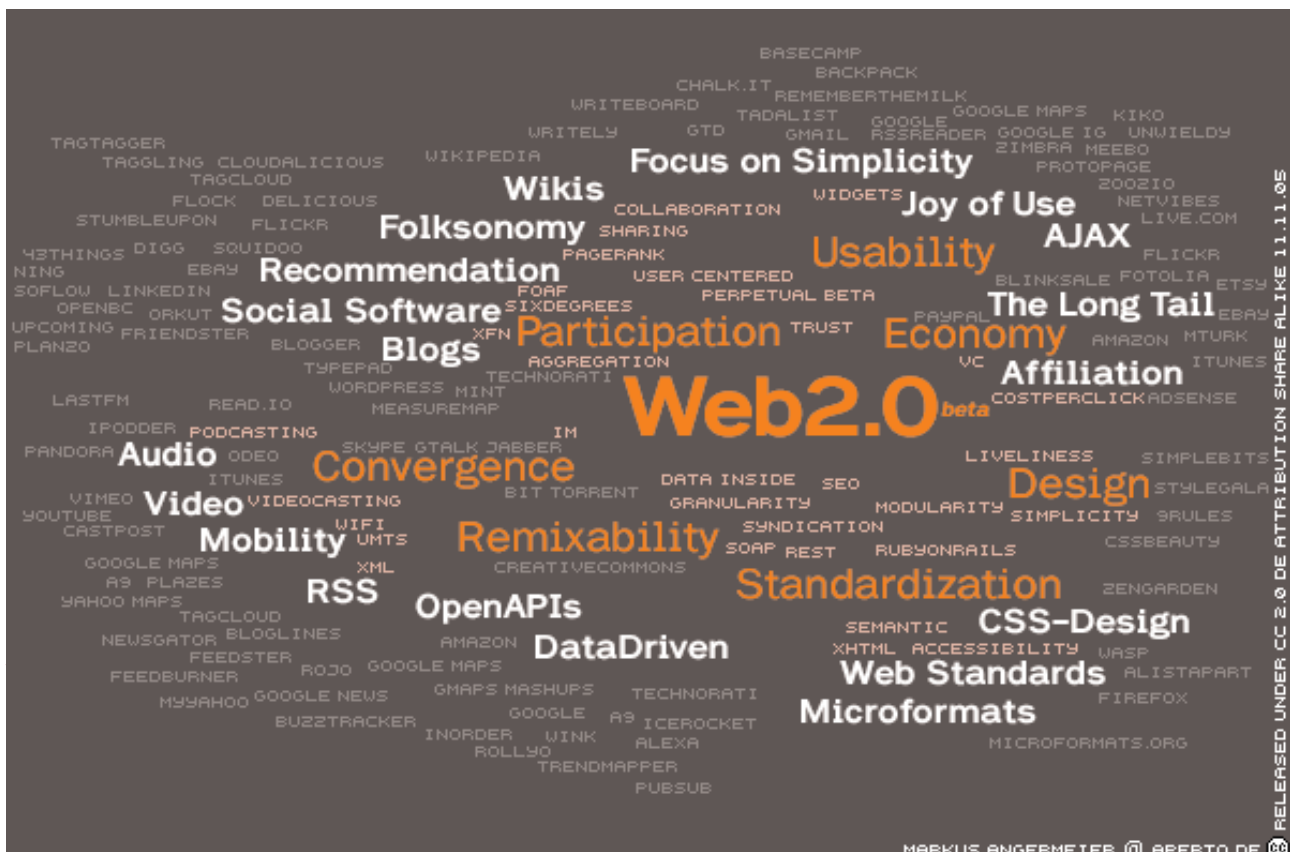 BASECAMP
BACKPACK
CHALK.IT
REMEMBERTHEMILK
WRITEBOARD
TADALIST
GOOGLE MAPS
KIKO
WRITELY
GTD
GMAIL
GOOGLE
RSSREADER
GOOGLE IG
UNWIELDY
TAGTAGGER
TAGGLING CLOUDALICIOUS
WIKIPEDIA
Focus on Simplicity
ZIMBRA MEEBO
PROTOPAGE
TAGCLOUD
Wikis
WIDGETS
ZOOZIO
FLOCK DELICIOUS
COLLABORATION
Joy of Use
NETVIBES
STUMBLEUPON
FLICKR
Folksonomy
SHARING
AJAX
LIVE.COM
43THINGS
DIGG
SQUIDOO
PAGERANK
Usability
FLICKR
NING
EBAY
Recommendation
USER CENTERED
BLINKSALE
FOTOLIA
ETSY
SOFLOW LINKEDIN
FOAF
PERPETUAL BETA
OPENBC
ORKUT
Social Software
SIXDEGREES
The Long Tail
EBAY
UPCOMING FRIENDSTER
XFN
Participation
TRUST
PAYPAL
Economy
AMAZON
MTURK
PLANZO
BLOGGER
Blogs
AGGREGATION
VC
ITUNES
TYPEPAD
TECHNORATI
Affiliation
WORDPRESS MINT
LASTFM
READ.IO
MEASUREMAP
Web2.0 beta
COSTPERCLICK
ADSENSE
IPODDER PODCASTING
IM
PANDORA
Audio
ODEO
SKYPE GTALK JABBER
LIVELINESS
SIMPLEBITS
ITUNES
Convergence
DATA INSIDE
SEO
Design
STYLEGALA
VIMEO
Video
VIDEOCASTING
BIT TORRENT
GRANULARITY
MODULARITY
SIMPLICITY
9RULES
YOUTUBE
CASTPOST
Mobility
WIFI
UMTS
Remixability
SYNDICATION
SOAP
REST
RUBYONRAILS
CSSBEAUTY
GOOGLE MAPS
XML
CREATIVECOMMONS
A9 PLAZES
RSS
Standardization
ZENGARDEN
YAHOO MAPS
OpenAPIs
TAGCLOUD
SEMANTIC
CSS-Design
NEWSGATOR
BLOGLINES
AMAZON
DataDriven
XHTML ACCESSIBILITY
WASP
FEEDSTER
ROJO
GOOGLE MAPS
Web Standards
ALISTAPART
FEEDBURNER
MYYAHOO
GOOGLE NEWS
GMAPS MASHUPS
TECHNORATI
FIREFOX
BUZZTRACKER
GOOGLE
A9
ICEROCKET
Microformats
INORDER
WINK
ALEXA
MICROFORMATS.ORG
ROLLYO
TRENDMAPPER
PUBSUB
MARKUS ANGERMEIER @ APERTO.DE
RELEASED UNDER CC 2.0 DE ATTRIBUTION SHARE ALIKE 11.11.05